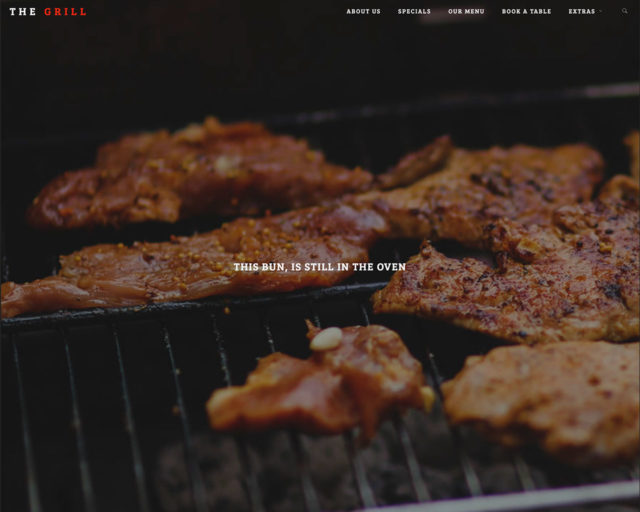 THE GRILL
ABOUT US
SPECIALS
OUR MENU
BOOK A TABLE
EXTRAS
THIS BUN, IS STILL IN THE OVEN